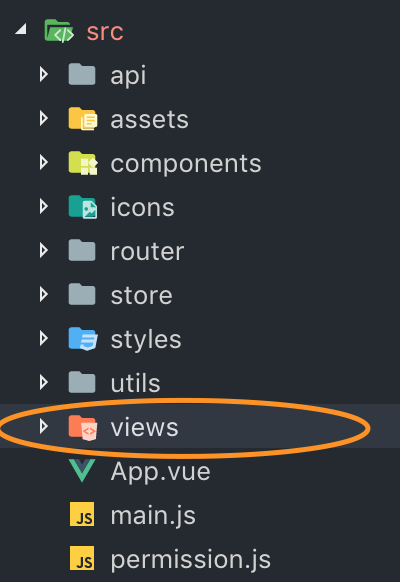 src
api
assets
components
icons
router
store
styles
utils
views
App.vue
JS main.js
JS permission.js